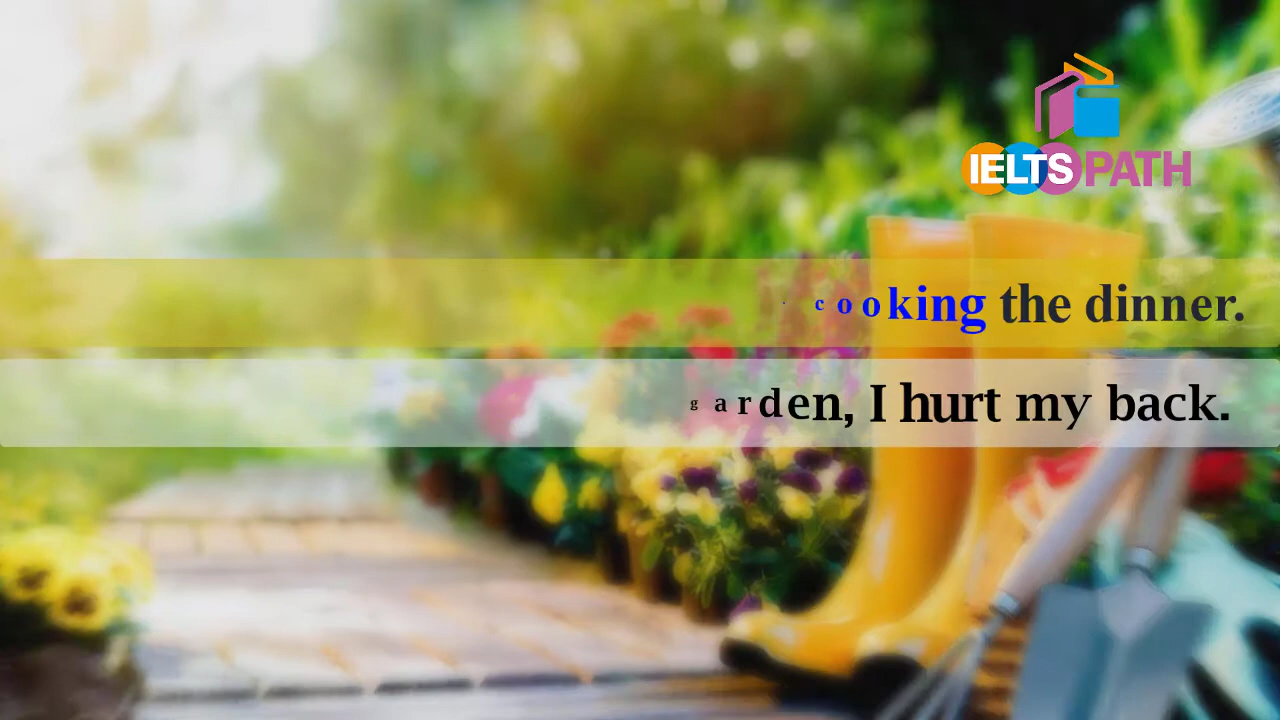 IELTS PATH
cooking the dinner.
garden, I hurt my back.